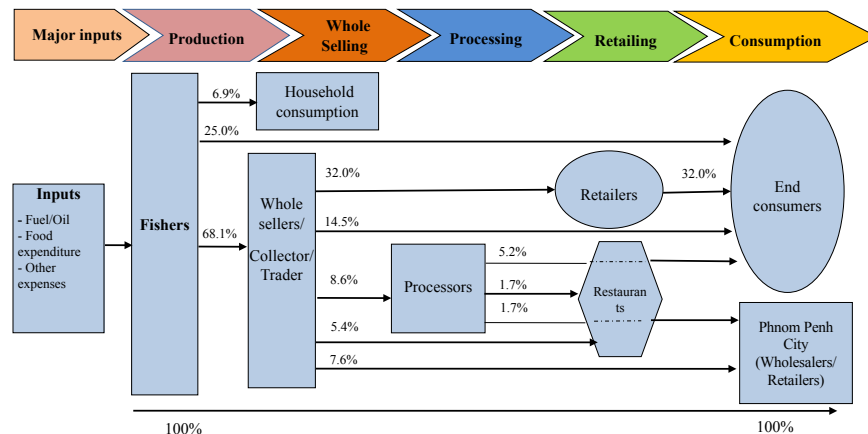 Major inputs
Production
Whole
Selling
Processing
Retailing
Consumption
6.9%
Household
consumption
25.0%
Inputs
- Fuel/Oil
- Food
expenditure
- Other
expenses
Fishers
68.1%
Whole
sellers/
Collector/
Trader
32.0%
Retailers
32.0%
End
consumers
14.5%
8.6%
Processors
5.2%
1.7%
1.7%
Restaura
nts
5.4%
7.6%
Phnom Penh
City
(Wholesalers/
Retailers)
100%
100%